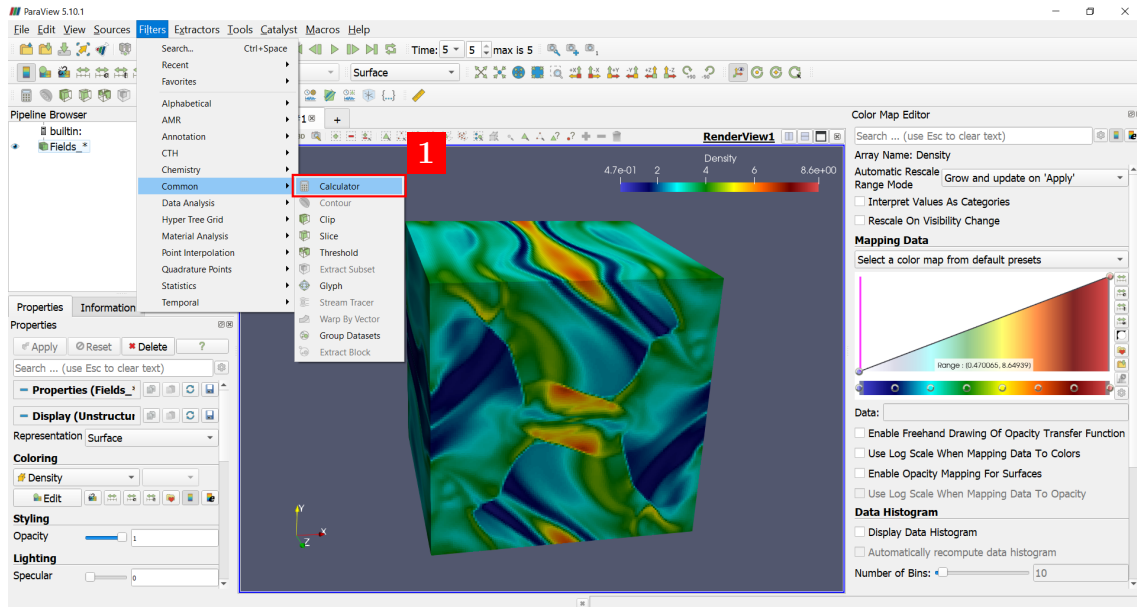 ParaView 5.10.1
File Edit View Sources Filters Extractors Tools Catalyst Macros Help
Time: 5 5 max is 5
Surface
Pipeline Browser
builtin:
Fields_*
Search... Ctrl+Space
Recent
Favorites
Alphabetical
AMR
Annotation
CTH
Chemistry
Common
Data Analysis
Hyper Tree Grid
Material Analysis
Point Interpolation
Quadrature Points
Statistics
Temporal
Calculator
Contour
Clip
Slice
Threshold
Extract Subset
Glyph
Stream Tracer
Warp By Vector
Group Datasets
Extract Block
1
RenderView1
Density
4.7e-01 2 4 6 8.6e+00
Y
X
Z
Properties Information
Properties
Apply Reset Delete ?
Search ... (use Esc to clear text)
Properties (Fields_*
Display (Unstructur
Representation Surface
Coloring
Density
Edit
Styling
Opacity 1
Lighting
Specular 0
Color Map Editor
Search ... (use Esc to clear text)
Array Name: Density
Automatic Rescale Range Mode Grow and update on 'Apply'
Interpret Values As Categories
Rescale On Visibility Change
Mapping Data
Select a color map from default presets
Range : (0.470065, 8.64939)
Data:
Enable Freehand Drawing Of Opacity Transfer Function
Use Log Scale When Mapping Data To Colors
Enable Opacity Mapping For Surfaces
Use Log Scale When Mapping Data To Opacity
Data Histogram
Display Data Histogram
Automatically recompute data histogram
Number of Bins: 10